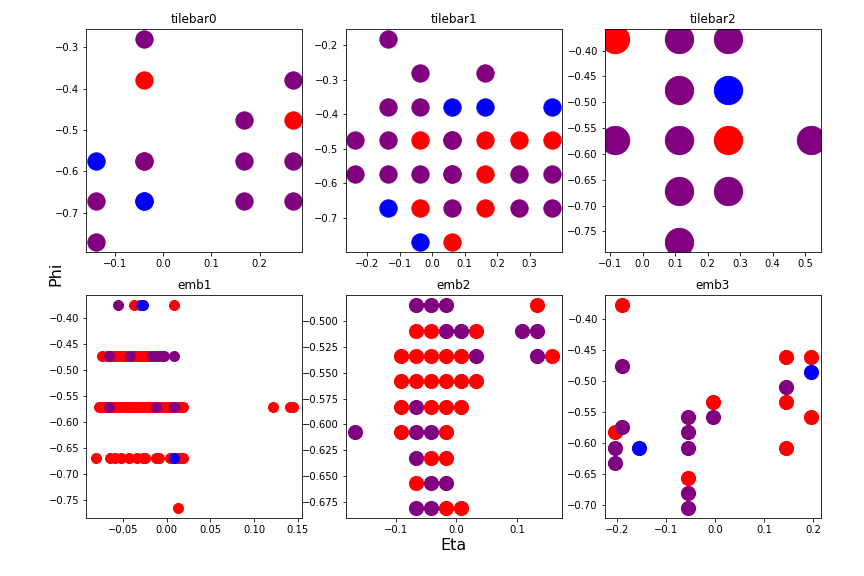 tilebar0 tilebar1 tilebar2
−0.3 −0.2 −0.40
−0.4 −0.3 −0.45
−0.5 −0.4 −0.50
−0.6 −0.5 −0.55
−0.7 −0.6 −0.60
−0.7 −0.65
−0.70
−0.75
−0.1 0.0 0.1 0.2 −0.2 −0.1 0.0 0.1 0.2 0.3 −0.1 0.0 0.1 0.2 0.3 0.4 0.5
Phi
emb1 emb2 emb3
−0.40 −0.500 −0.40
−0.45 −0.525 −0.45
−0.50 −0.550 −0.50
−0.55 −0.575 −0.55
−0.60 −0.600 −0.60
−0.65 −0.625 −0.65
−0.70 −0.650 −0.70
−0.75 −0.675
−0.05 0.00 0.05 0.10 0.15 −0.1 0.0 0.1 −0.2 −0.1 0.0 0.1 0.2
Eta